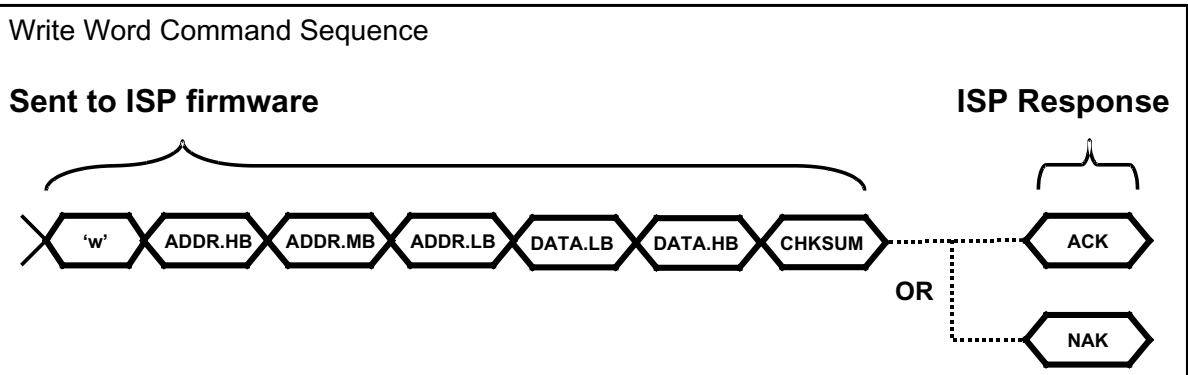 Write Word Command Sequence
Sent to ISP firmware
ISP Response
‘w’ ADDR.HB ADDR.MB ADDR.LB DATA.LB DATA.HB CHKSUM ACK
OR
NAK